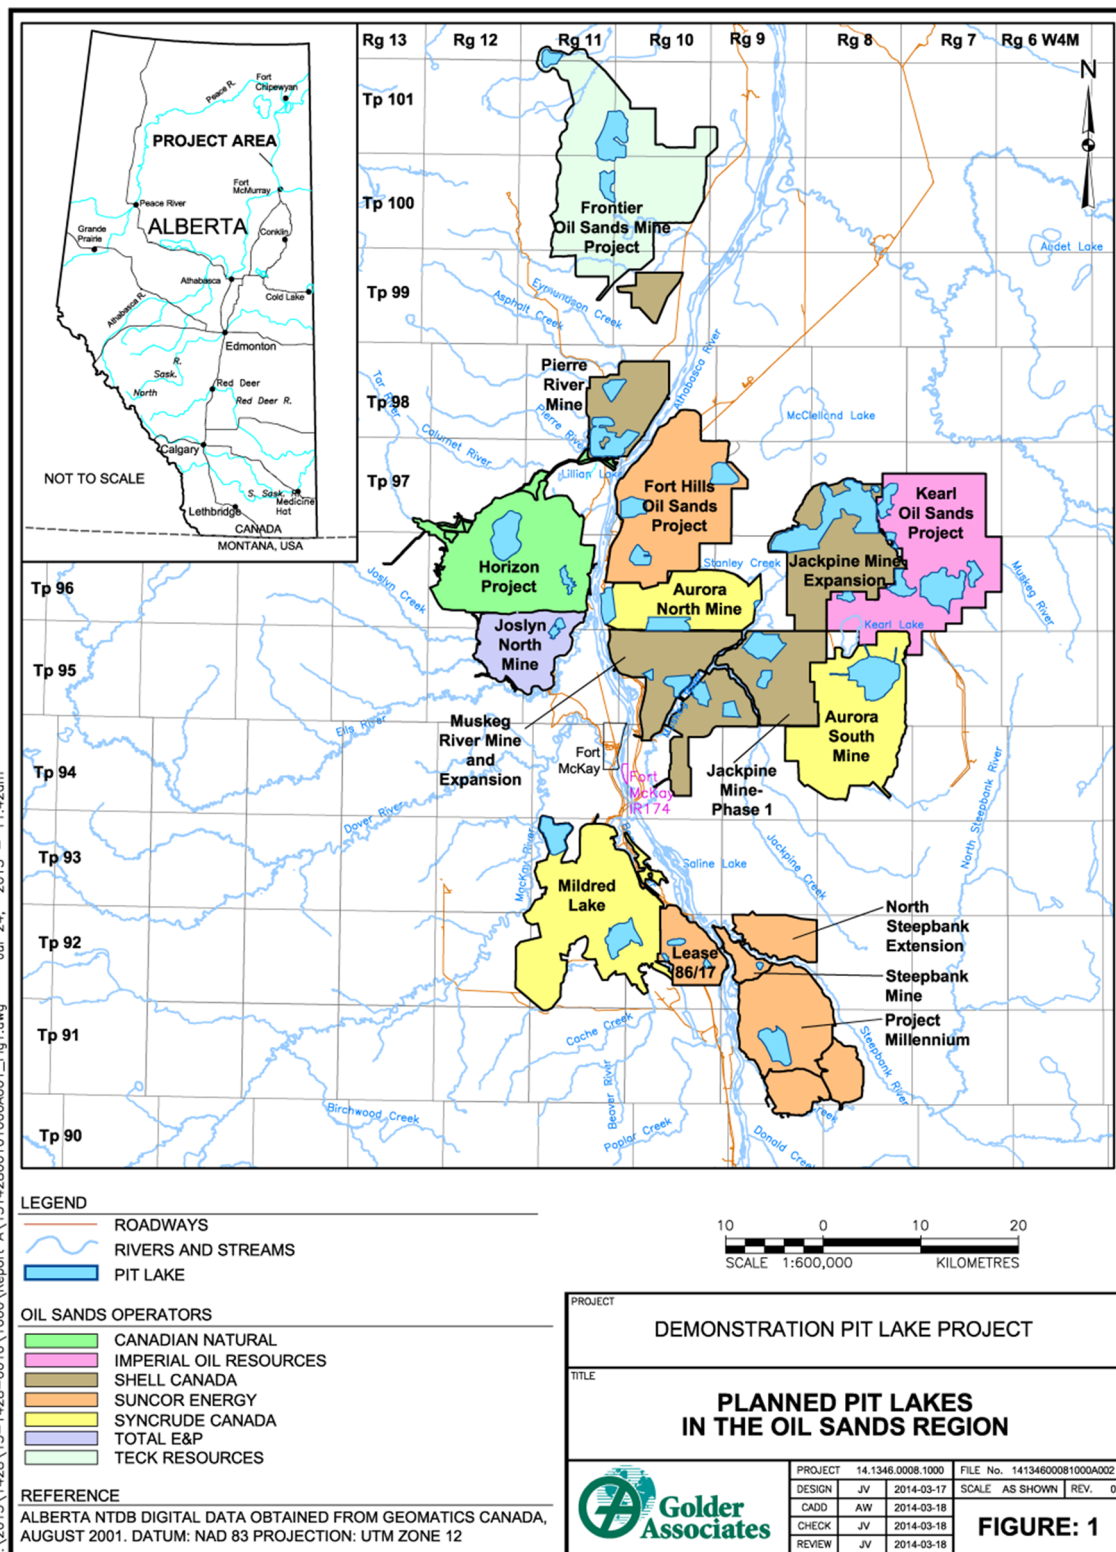 Rg 13
Rg 12
Rg 11
Rg 10
Rg 9
Rg 8
Rg 7
Rg 6 W4M
N
Tp 101
Tp 100
Tp 99
Tp 98
Tp 97
Tp 96
Tp 95
Tp 94
Tp 93
Tp 92
Tp 91
Tp 90
Peace R.
Fort
Chipewyan
PROJECT AREA
Fort
McMurray
Peace River
ALBERTA
Grande
Prairie
Conklin
Athabasca
Cold Lake
Athabasca R.
Edmonton
R.
Sask.
North
Red Deer
Red Deer R.
Calgary
NOT TO SCALE
S. Sask. R.
Medicine
Hat
Lethbridge
CANADA
MONTANA, USA
Frontier
Oil Sands Mine
Project
Audet Lake
Eymundson Creek
Asphalt Creek
Athabasca River
Pierre
River
Mine
Tar River
Pierre River
Calumet River
McClelland Lake
Lillian Lake
Fort Hills
Oil Sands
Project
Kearl
Oil Sands
Project
Horizon
Project
Stanley Creek
Jackpine Mine
Expansion
Aurora
North Mine
Muskeg River
Joslyn Creek
Joslyn
North
Mine
Kearl Lake
Ells River
Muskeg
River Mine
and
Expansion
Fort
McKay
Fort
McKay
IR174
Jackpine
Mine-
Phase 1
Aurora
South
Mine
North Steepbank River
Dover River
MacKay River
Saline Lake
Jackpine Creek
Mildred
Lake
Lease
86/17
North
Steepbank
Extension
Steepbank
Mine
Project
Millennium
Steepbank River
Cache Creek
Beaver River
Poplar Creek
Birchwood Creek
Donald Creek
Creek
LEGEND
ROADWAYS
RIVERS AND STREAMS
PIT LAKE
OIL SANDS OPERATORS
CANADIAN NATURAL
IMPERIAL OIL RESOURCES
SHELL CANADA
SUNCOR ENERGY
SYNCRUDE CANADA
TOTAL E&P
TECK RESOURCES
REFERENCE
ALBERTA NTDB DIGITAL DATA OBTAINED FROM GEOMATICS CANADA,
AUGUST 2001. DATUM: NAD 83 PROJECTION: UTM ZONE 12
10 0 10 20
SCALE 1:600,000 KILOMETRES
PROJECT
DEMONSTRATION PIT LAKE PROJECT
TITLE
PLANNED PIT LAKES
IN THE OIL SANDS REGION
Golder
Associates
PROJECT 14.1346.0008.1000 FILE No. 14134600081000A002
DESIGN JV 2014-03-17 SCALE AS SHOWN REV. 0
CADD AW 2014-03-18
CHECK JV 2014-03-18
REVIEW JV 2014-03-18
FIGURE: 1